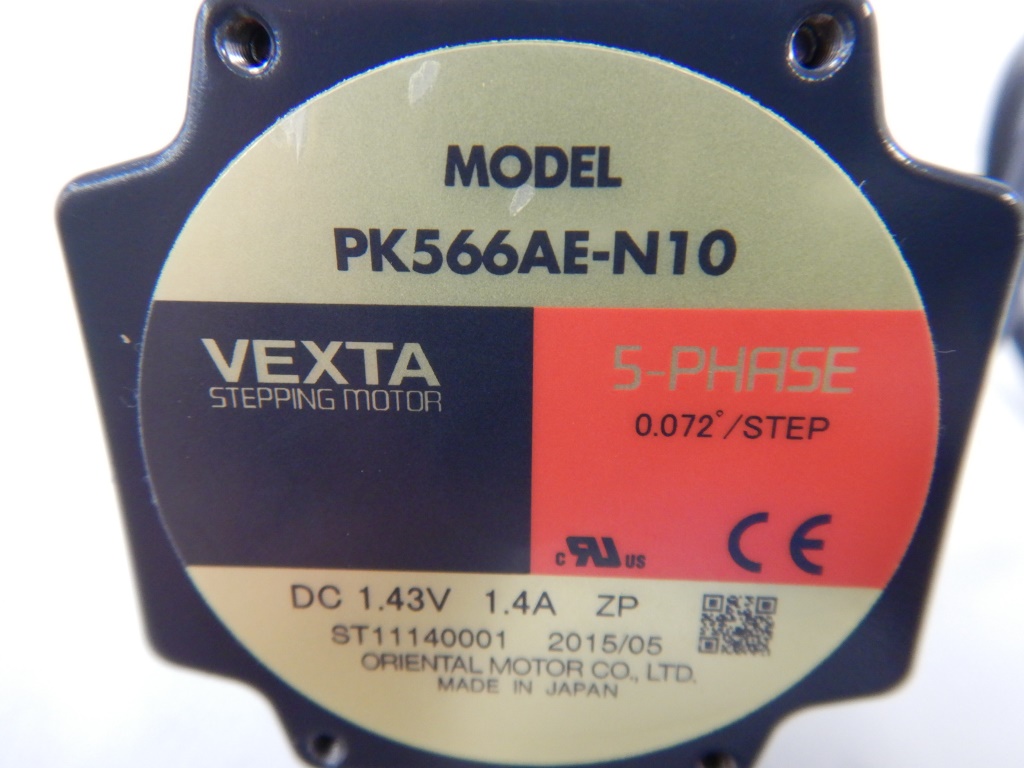 MODEL
PK566AE-N10
VEXTA
STEPPING MOTOR
5-PHASE
0.072°/STEP
c RU US
CE
DC 1.43V 1.4A ZP
ST11140001 2015/05
ORIENTAL MOTOR CO., LTD.
MADE IN JAPAN